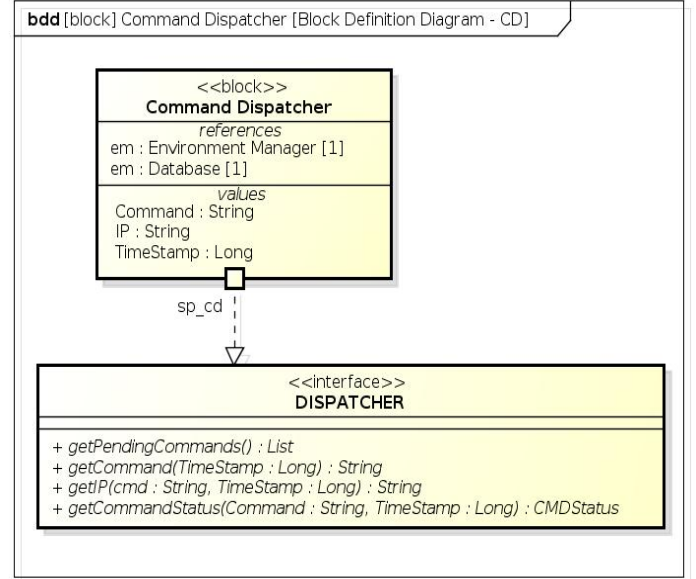 bdd [block] Command Dispatcher [Block Definition Diagram - CD]
<<block>>
Command Dispatcher
references
em : Environment Manager [1]
em : Database [1]
values
Command : String
IP : String
TimeStamp : Long
sp_cd
<<interface>>
DISPATCHER
+ getPendingCommands() : List
+ getCommand(TimeStamp : Long) : String
+ getIP(cmd : String, TimeStamp : Long) : String
+ getCommandStatus(Command : String, TimeStamp : Long) : CMDStatus